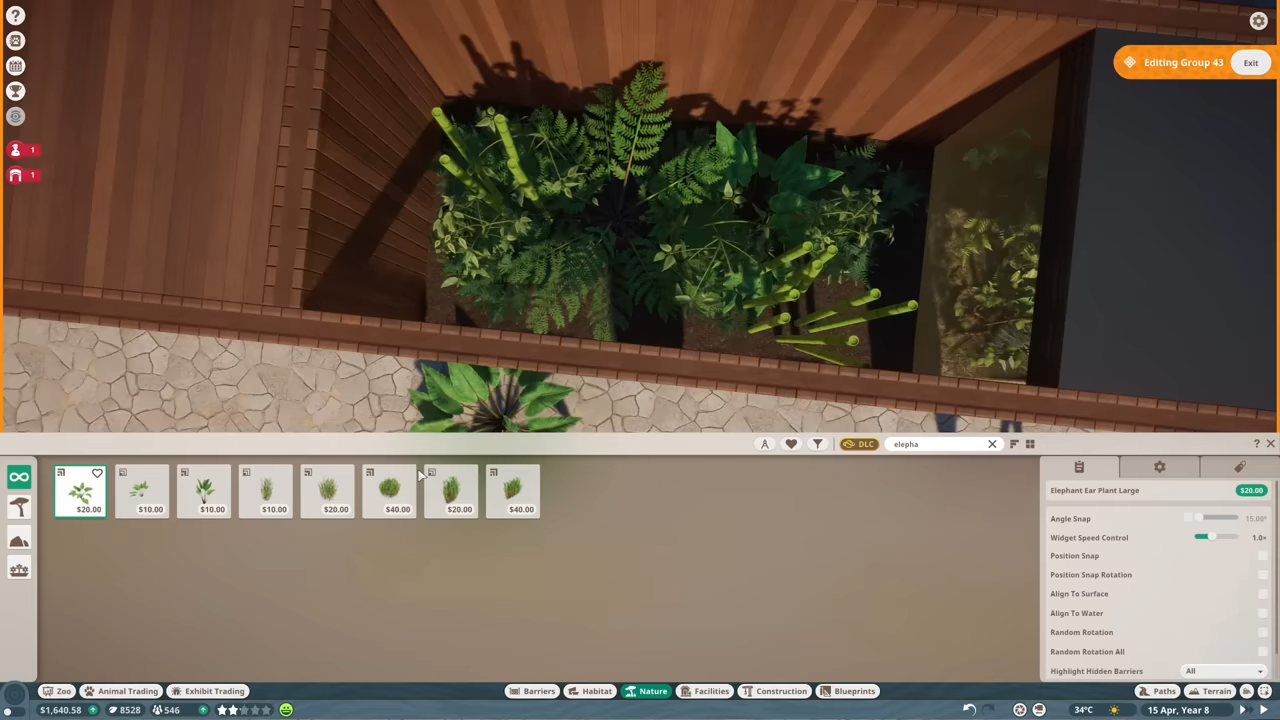 ?
Editing Group 43
Exit
1
1
DLC
elepha
?
$20.00
$10.00
$10.00
$10.00
$20.00
$40.00
$20.00
$40.00
Elephant Ear Plant Large
$20.00
Angle Snap
15.00°
Widget Speed Control
1.0×
Position Snap
Position Snap Rotation
Align To Surface
Align To Water
Random Rotation
Random Rotation All
Highlight Hidden Barriers
All
Zoo
Animal Trading
Exhibit Trading
Barriers
Habitat
Nature
Facilities
Construction
Blueprints
Paths
Terrain
$1,640.58
8528
546
34°C
15 Apr, Year 8